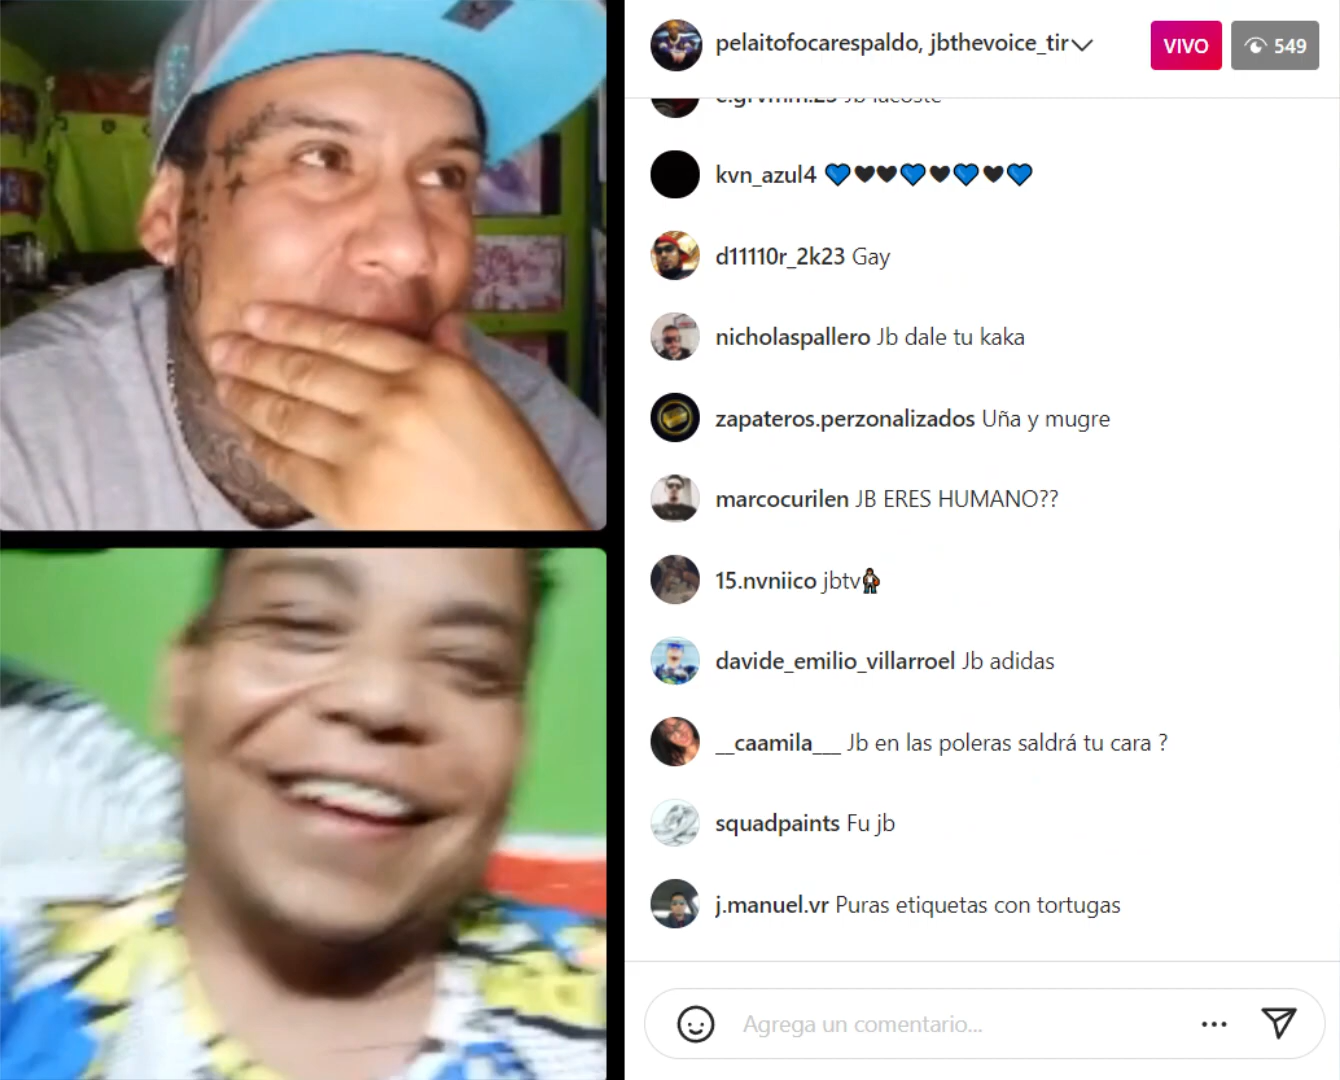 pelaitofocarespaldo, jbthevoice_tir
VIVO
549
kvn_azul4 💙🖤🖤💙🖤💙🖤💙
d11110r_2k23 Gay
nicholaspallero Jb dale tu kaka
zapateros.perzonalizados Uña y mugre
marcocurilen JB ERES HUMANO??
15.nvniico jbtv
davide_emilio_villarroel Jb adidas
__caamila___ Jb en las poleras saldrá tu cara ?
squadpaints Fu jb
j.manuel.vr Puras etiquetas con tortugas
Agrega un comentario...